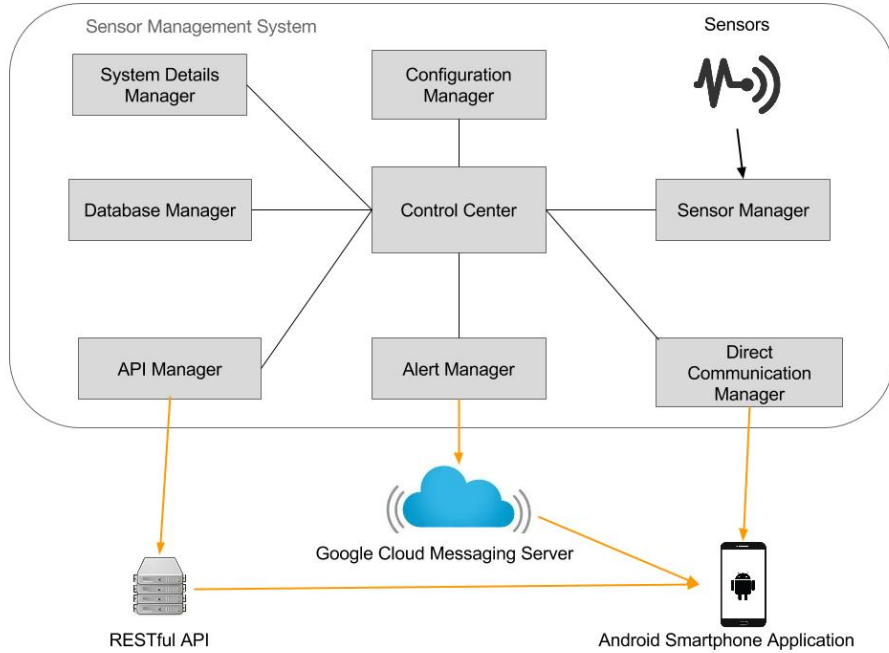 Sensor Management System
Sensors
System Details
Manager
Configuration
Manager
Database Manager
Control Center
Sensor Manager
API Manager
Alert Manager
Direct
Communication
Manager
Google Cloud Messaging Server
RESTful API
Android Smartphone Application